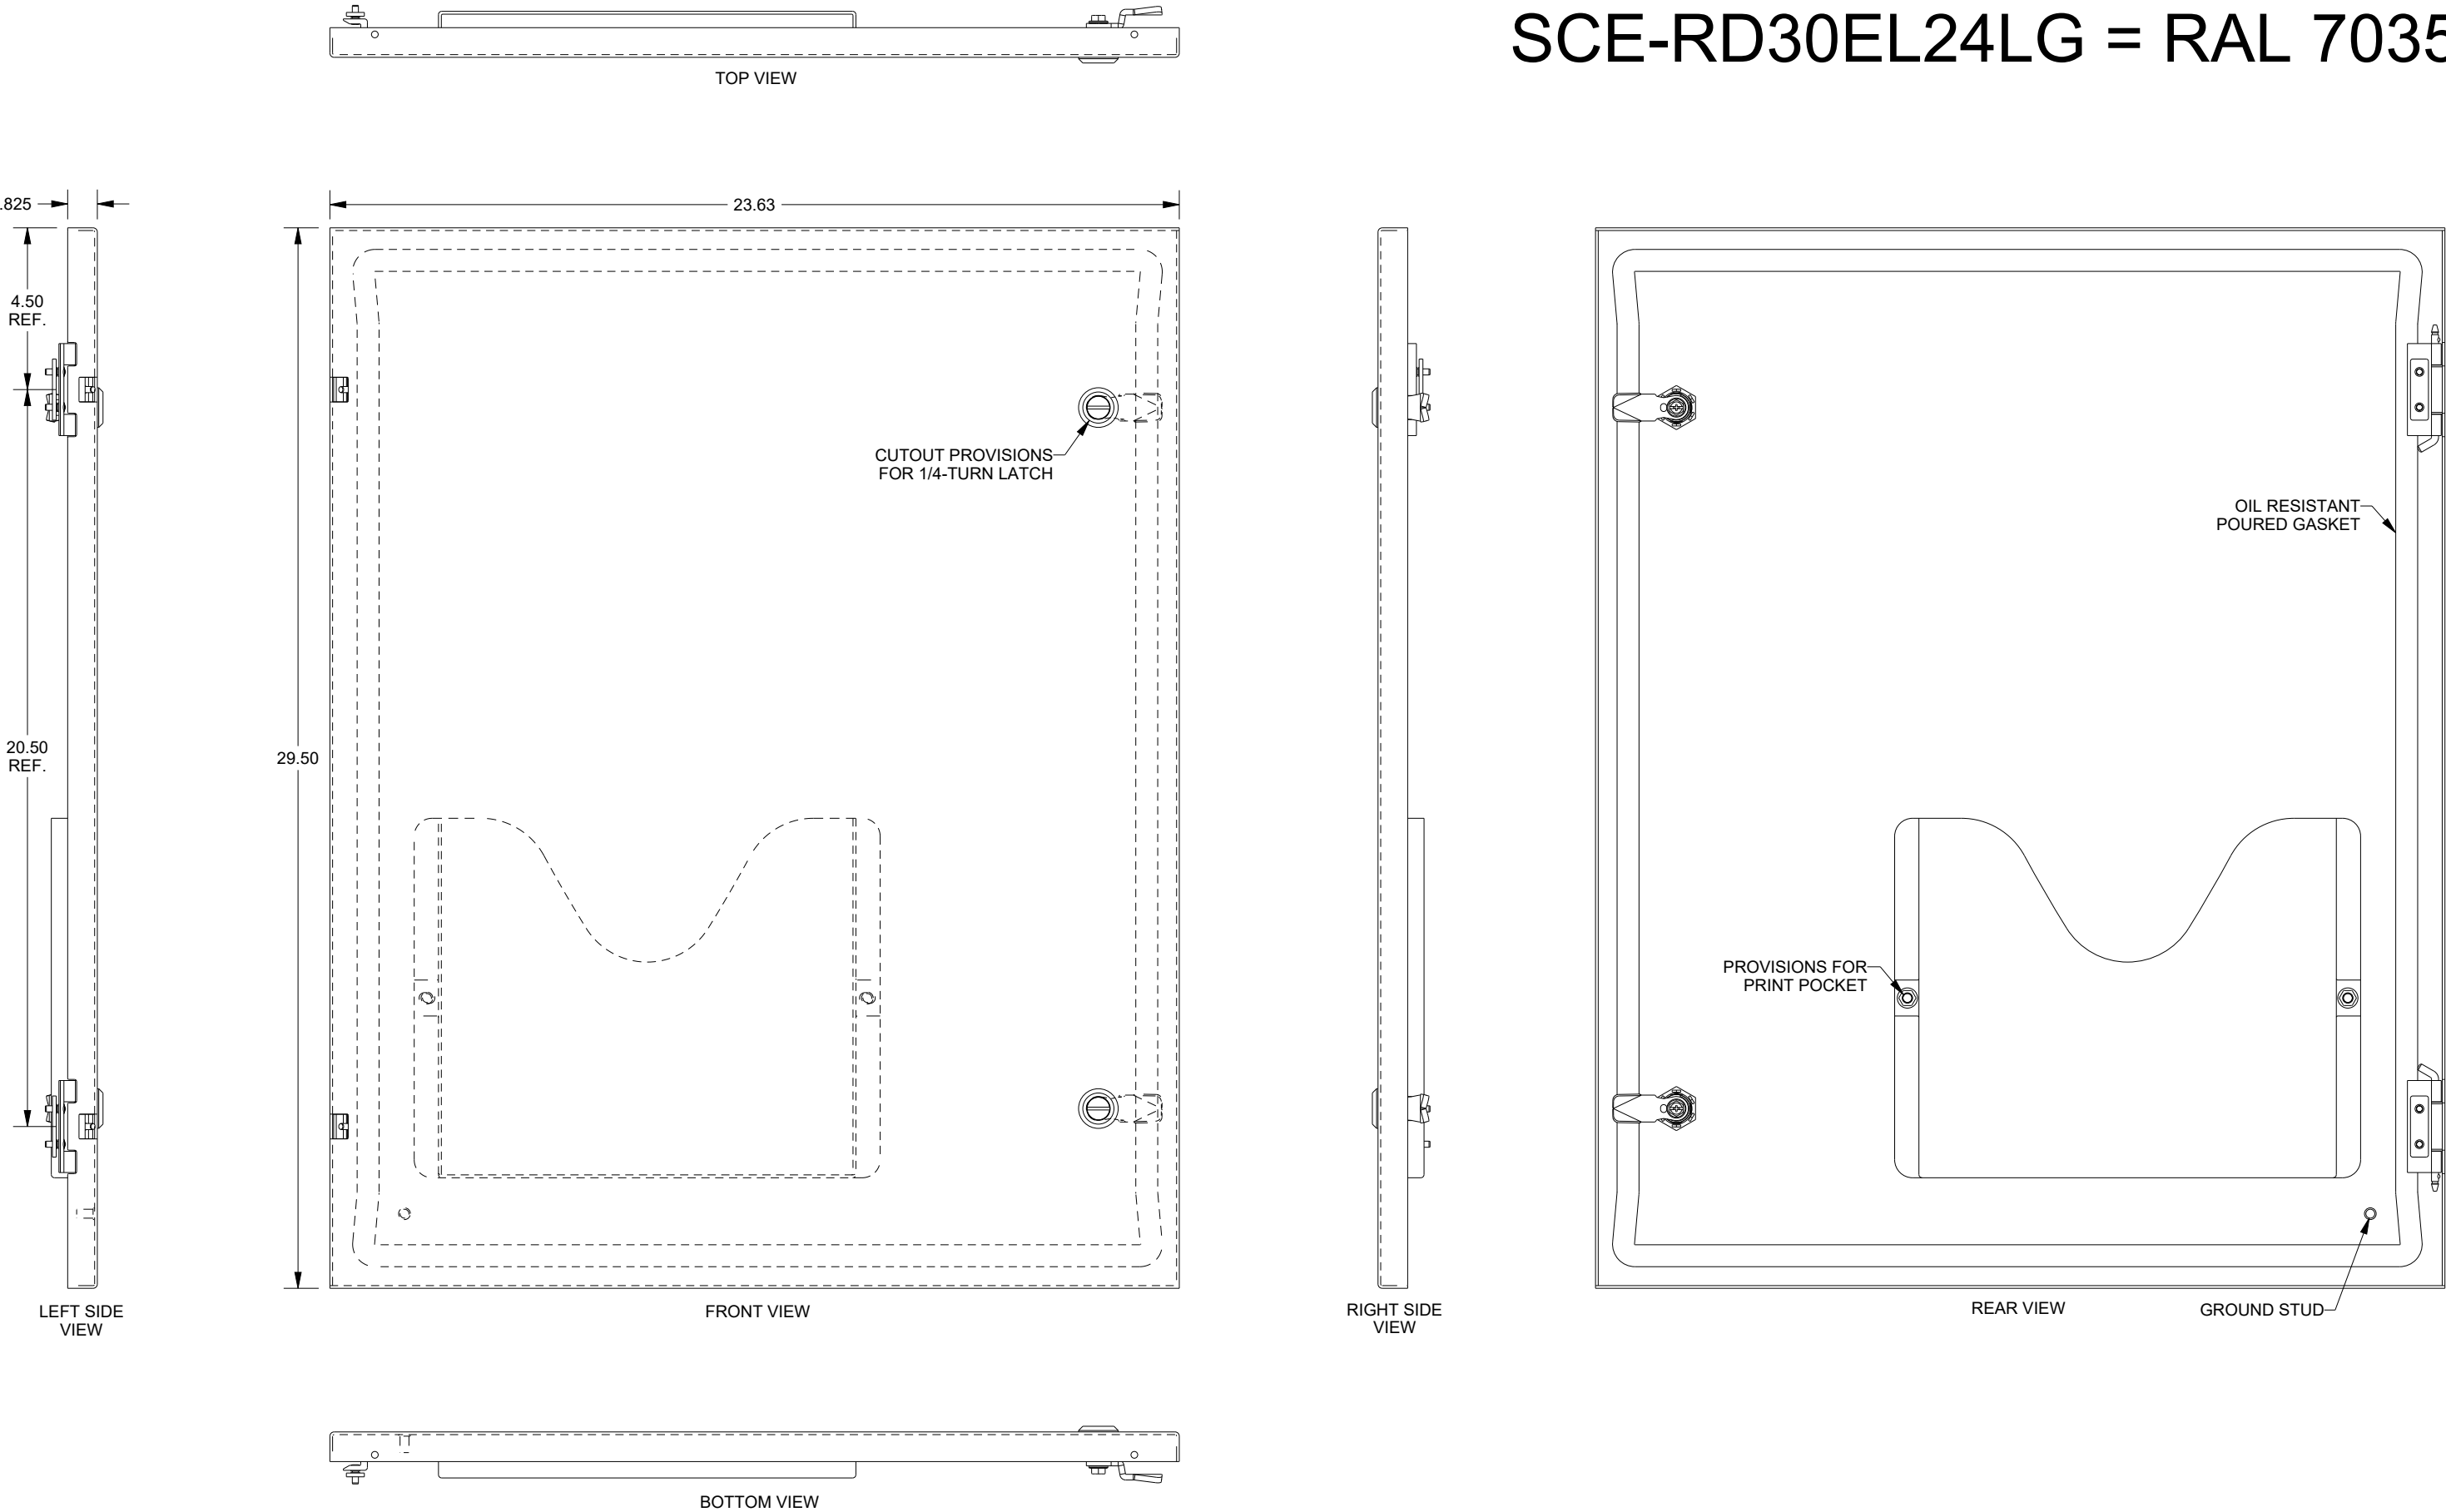 SCE-RD30EL24LG = RAL 7035
TOP VIEW
.825
23.63
4.50
REF.
CUTOUT PROVISIONS
FOR 1/4-TURN LATCH
OIL RESISTANT
POURED GASKET
20.50
REF.
29.50
PROVISIONS FOR
PRINT POCKET
LEFT SIDE
VIEW
FRONT VIEW
RIGHT SIDE
VIEW
REAR VIEW
GROUND STUD
BOTTOM VIEW